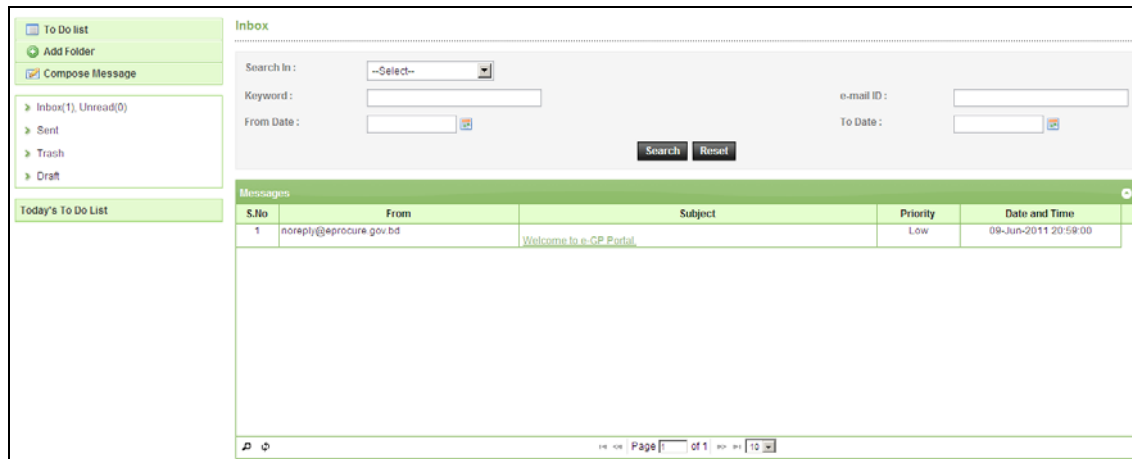 To Do list
Add Folder
Compose Message
Inbox(1), Unread(0)
Sent
Trash
Draft
Today's To Do List
Inbox
Search In :
--Select--
Keyword :
e-mail ID :
From Date :
To Date :
Search Reset
Messages
S.No From Subject Priority Date and Time
1 noreply@eprocure.gov.bd Welcome to e-GP Portal. Low 09-Jun-2011 20:59:00
Page 1 of 1 10